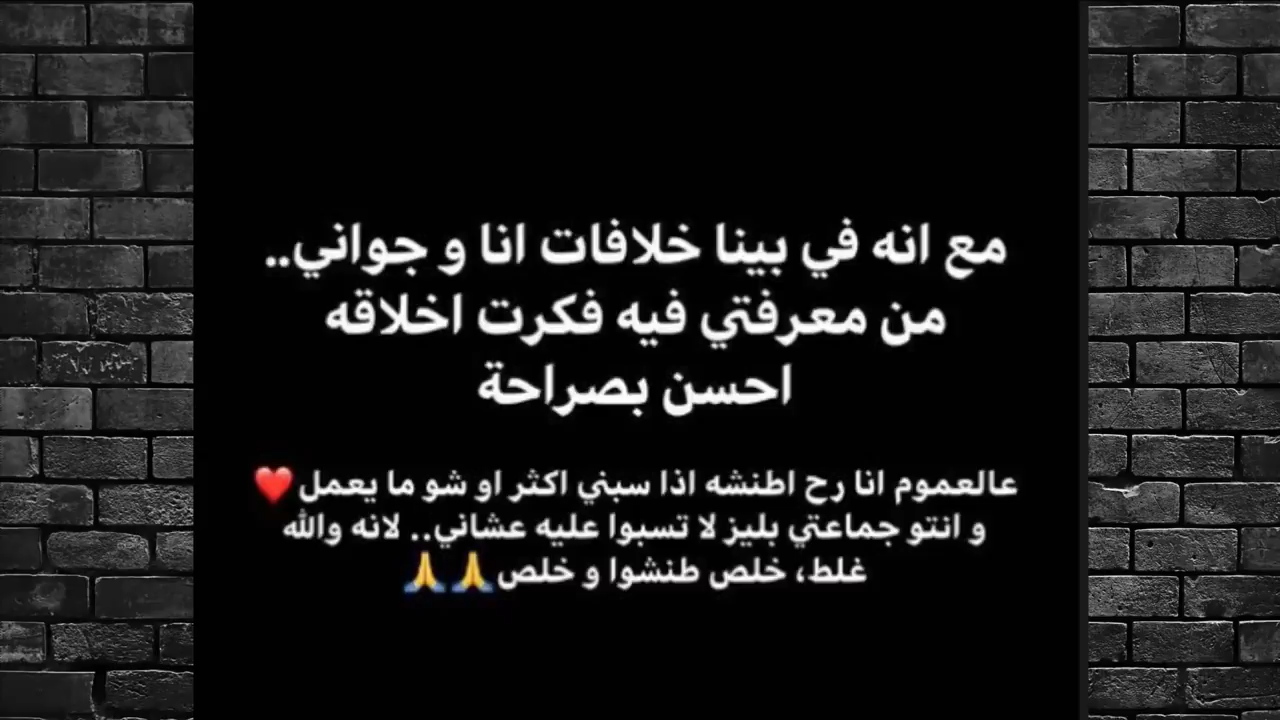 مع انه في بينا خلافات انا و جواني..
من معرفتي فيه فكرت اخلاقه
احسن بصراحة
عالعموم انا رح اطنشه اذا سبني اكثر او شو ما يعمل❤️
و انتو جماعتي بليز لا تسبوا عليه عشاني.. لانه والله
غلط، خلص طنشوا و خلص🙏🙏